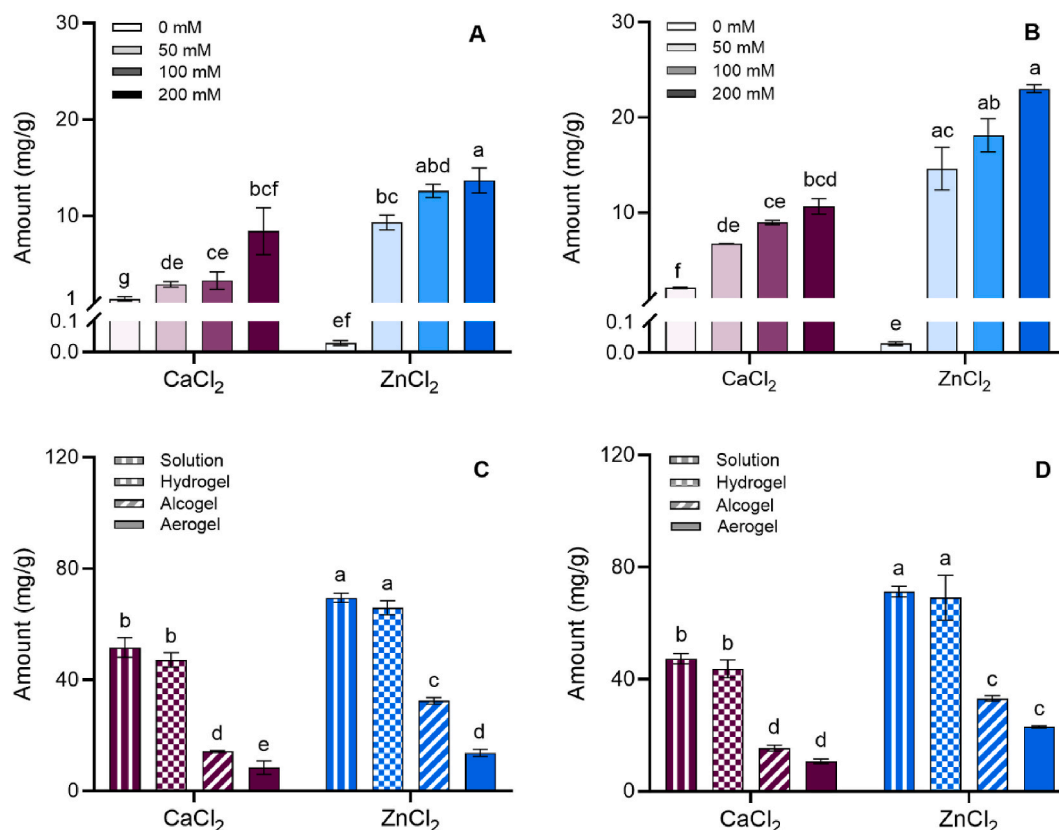 A
0 mM
50 mM
100 mM
200 mM
Amount (mg/g)
30
20
10
1
0.1
0.0
g
de
ce
bcf
ef
bc
abd
a
CaCl₂
ZnCl₂
B
0 mM
50 mM
100 mM
200 mM
Amount (mg/g)
30
20
10
0.1
0.0
f
de
ce
bcd
e
ac
ab
a
CaCl₂
ZnCl₂
C
Solution
Hydrogel
Alcogel
Aerogel
Amount (mg/g)
120
80
40
0
b
b
d
e
a
a
c
d
CaCl₂
ZnCl₂
D
Solution
Hydrogel
Alcogel
Aerogel
Amount (mg/g)
120
80
40
0
b
b
d
d
a
a
c
c
CaCl₂
ZnCl₂